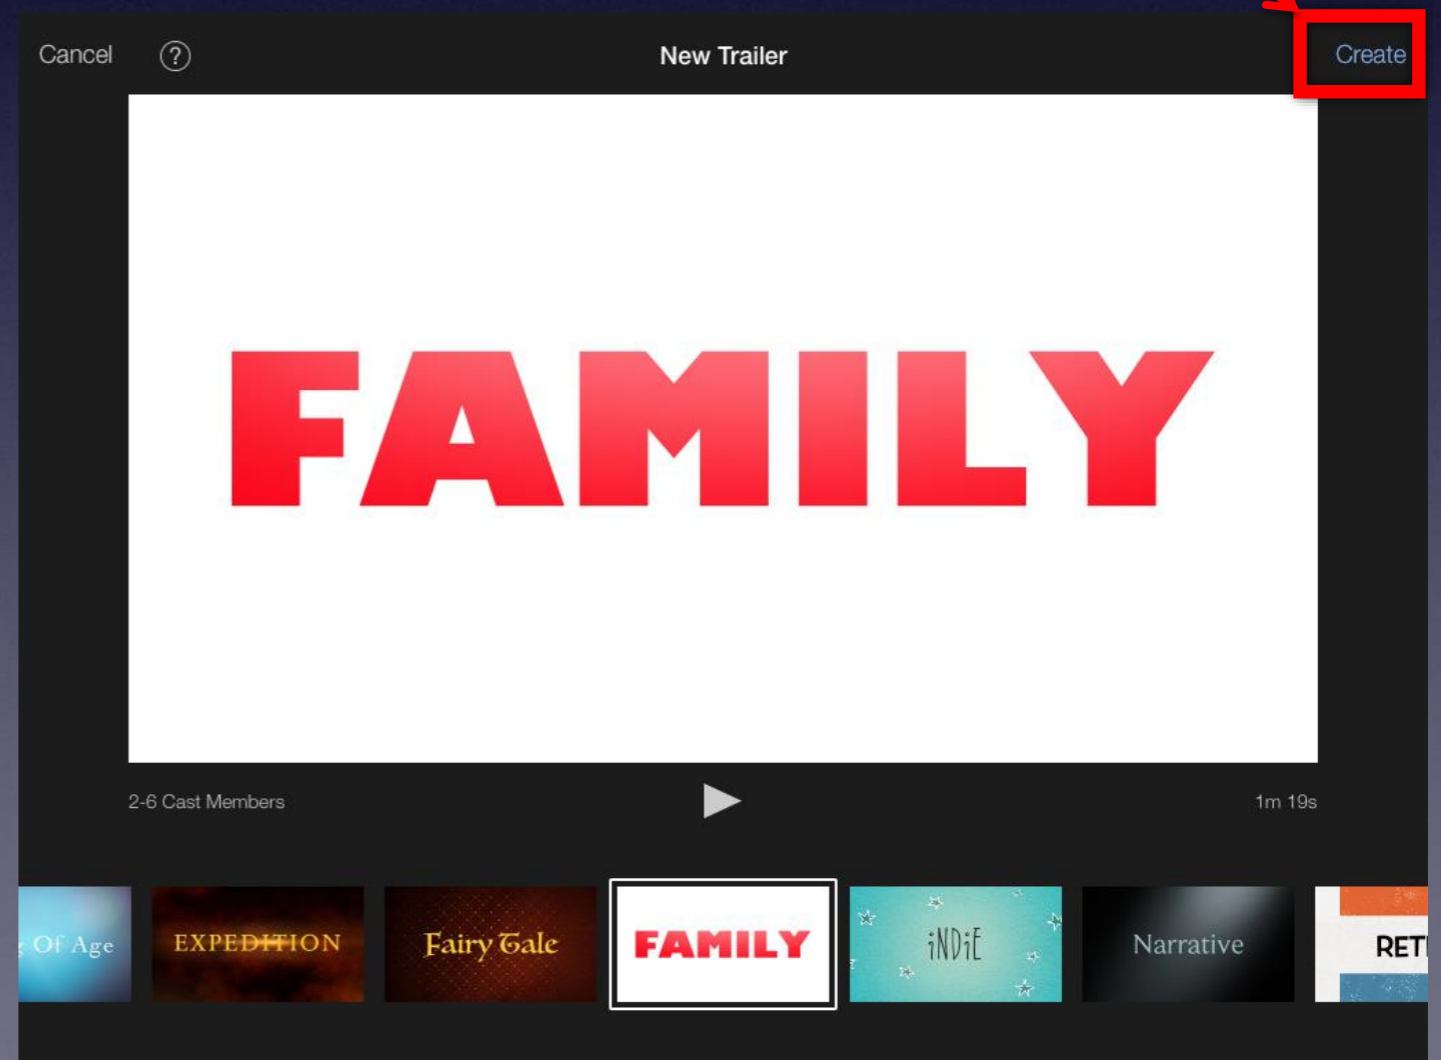 Cancel ? New Trailer Create
FAMILY
2-6 Cast Members 1m 19s
Of Age
EXPEDITION
Fairy Tale
FAMILY
iNDiE
Narrative
RET